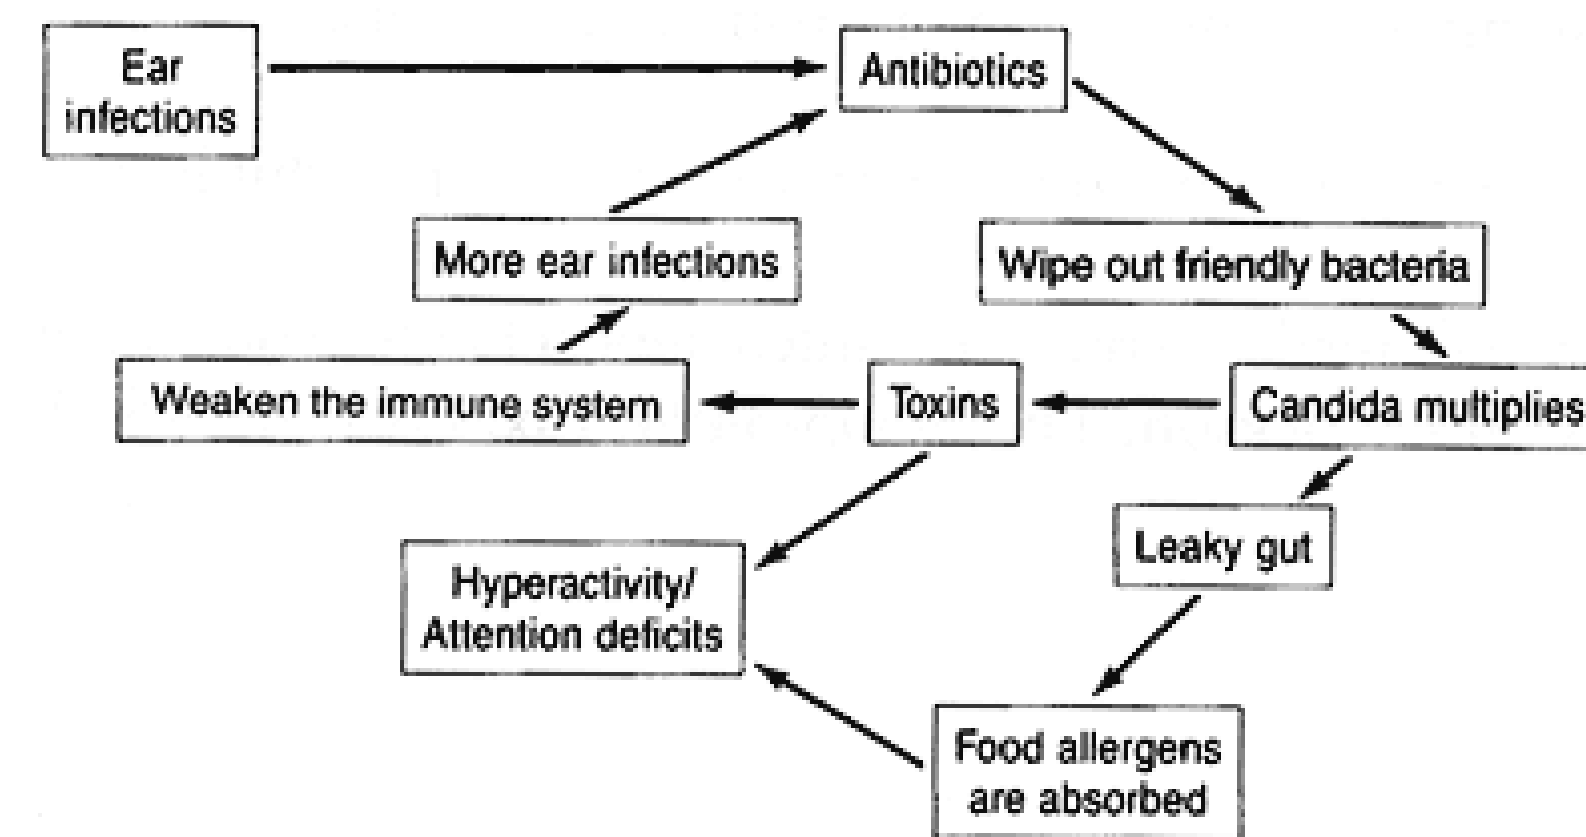 Ear
infections
Antibiotics
More ear infections
Wipe out friendly bacteria
Weaken the immune system
Toxins
Candida multiplies
Leaky gut
Hyperactivity/
Attention deficits
Food allergens
are absorbed